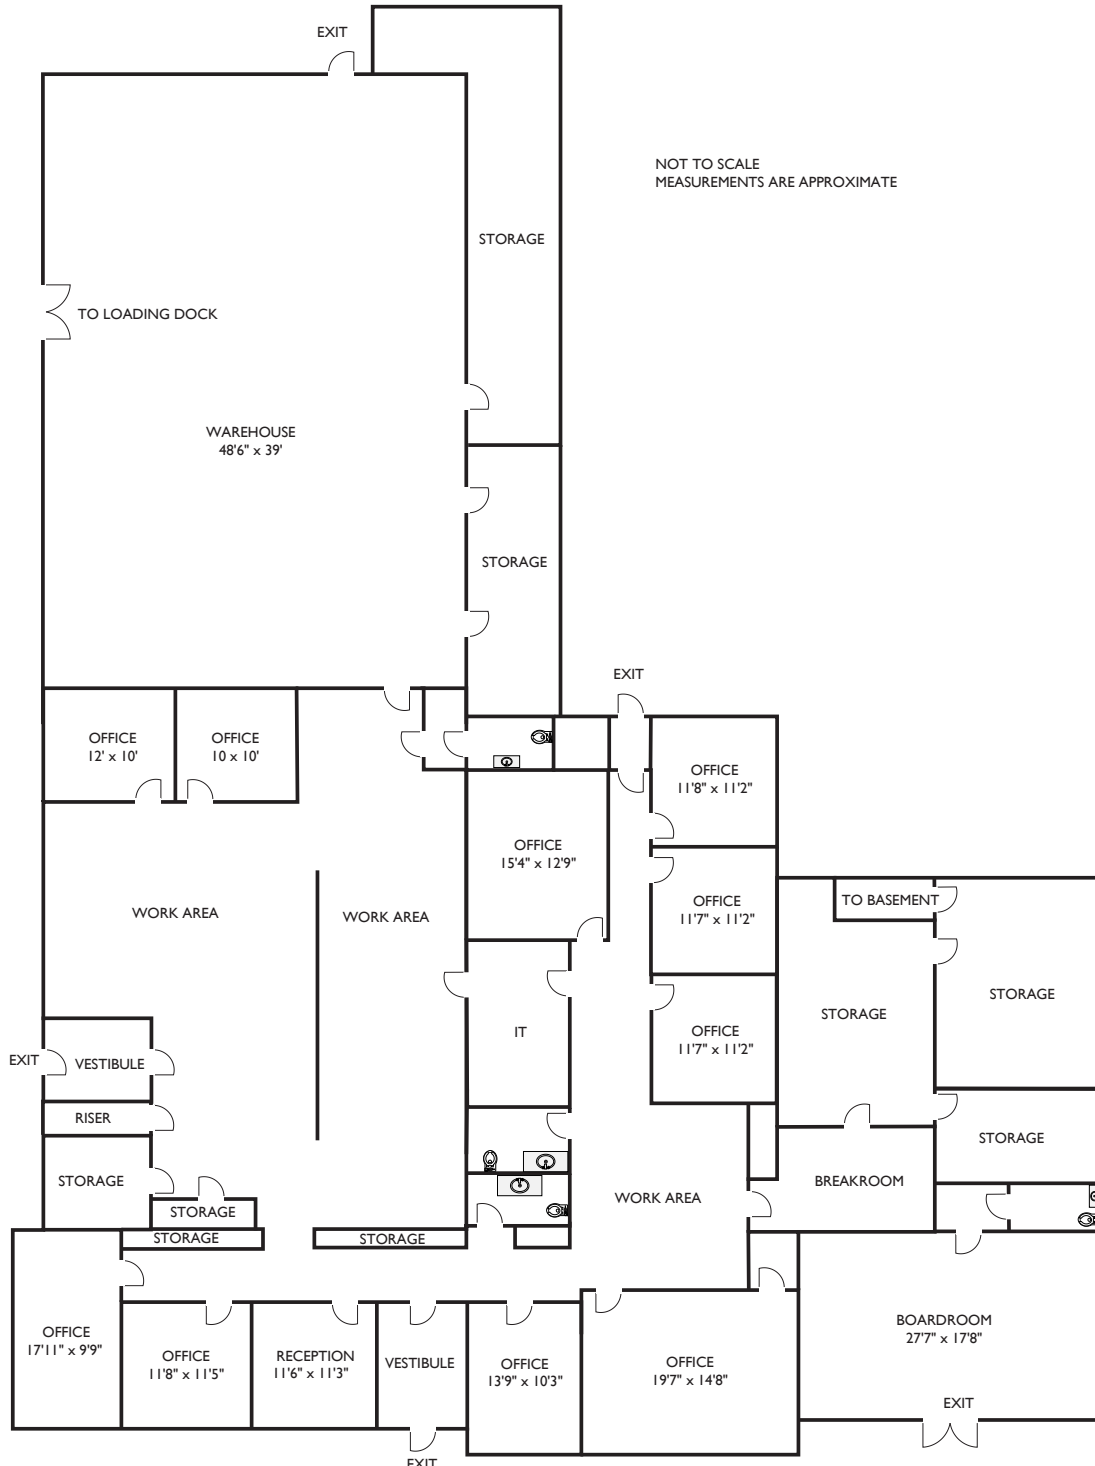 EXIT
NOT TO SCALE
MEASUREMENTS ARE APPROXIMATE
STORAGE
TO LOADING DOCK
WAREHOUSE
48'6" x 39'
STORAGE
EXIT
OFFICE
12' x 10'
OFFICE
10 x 10'
OFFICE
11'8" x 11'2"
OFFICE
15'4" x 12'9"
WORK AREA
WORK AREA
OFFICE
11'7" x 11'2"
TO BASEMENT
STORAGE
STORAGE
IT
OFFICE
11'7" x 11'2"
EXIT
VESTIBULE
RISER
STORAGE
STORAGE
BREAKROOM
WORK AREA
STORAGE
STORAGE
STORAGE
OFFICE
17'11" x 9'9"
OFFICE
11'8" x 11'5"
RECEPTION
11'6" x 11'3"
VESTIBULE
OFFICE
13'9" x 10'3"
OFFICE
19'7" x 14'8"
BOARDROOM
27'7" x 17'8"
EXIT
EXIT